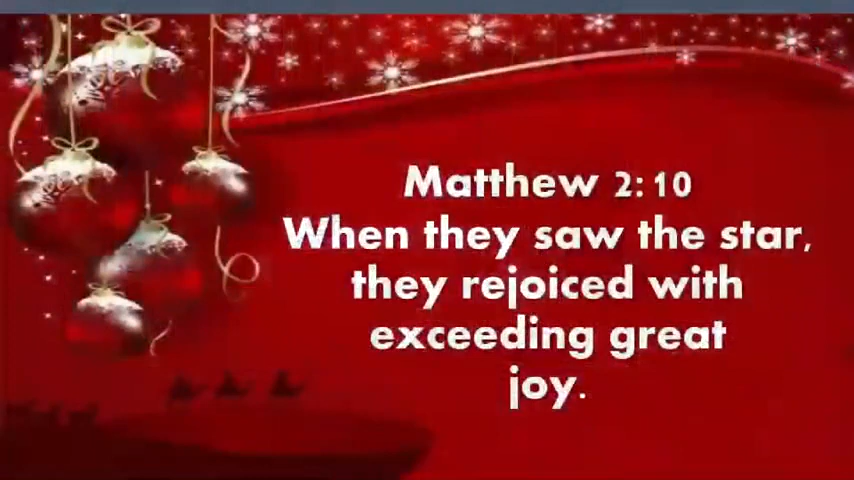 Matthew 2:10
When they saw the star,
they rejoiced with
exceeding great
joy.